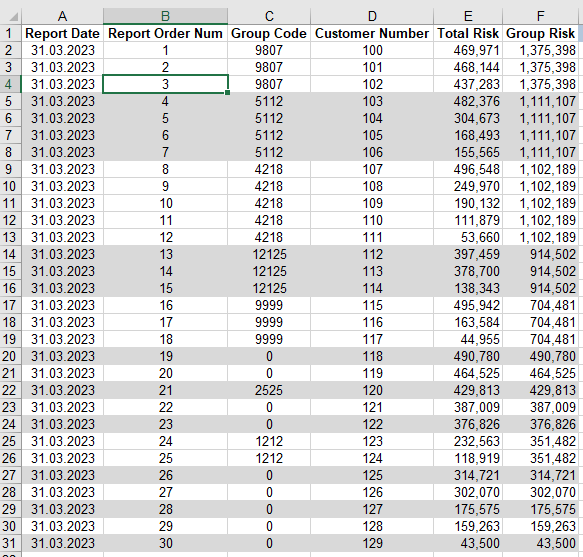 A B C D E F
1 Report Date Report Order Num Group Code Customer Number Total Risk Group Risk
2 31.03.2023 1 9807 100 469,971 1,375,398
3 31.03.2023 2 9807 101 468,144 1,375,398
4 31.03.2023 3 9807 102 437,283 1,375,398
5 31.03.2023 4 5112 103 482,376 1,111,107
6 31.03.2023 5 5112 104 304,673 1,111,107
7 31.03.2023 6 5112 105 168,493 1,111,107
8 31.03.2023 7 5112 106 155,565 1,111,107
9 31.03.2023 8 4218 107 496,548 1,102,189
10 31.03.2023 9 4218 108 249,970 1,102,189
11 31.03.2023 10 4218 109 190,132 1,102,189
12 31.03.2023 11 4218 110 111,879 1,102,189
13 31.03.2023 12 4218 111 53,660 1,102,189
14 31.03.2023 13 12125 112 397,459 914,502
15 31.03.2023 14 12125 113 378,700 914,502
16 31.03.2023 15 12125 114 138,343 914,502
17 31.03.2023 16 9999 115 495,942 704,481
18 31.03.2023 17 9999 116 163,584 704,481
19 31.03.2023 18 9999 117 44,955 704,481
20 31.03.2023 19 0 118 490,780 490,780
21 31.03.2023 20 0 119 464,525 464,525
22 31.03.2023 21 2525 120 429,813 429,813
23 31.03.2023 22 0 121 387,009 387,009
24 31.03.2023 23 0 122 376,826 376,826
25 31.03.2023 24 1212 123 232,563 351,482
26 31.03.2023 25 1212 124 118,919 351,482
27 31.03.2023 26 0 125 314,721 314,721
28 31.03.2023 27 0 126 302,070 302,070
29 31.03.2023 28 0 127 175,575 175,575
30 31.03.2023 29 0 128 159,263 159,263
31 31.03.2023 30 0 129 43,500 43,500